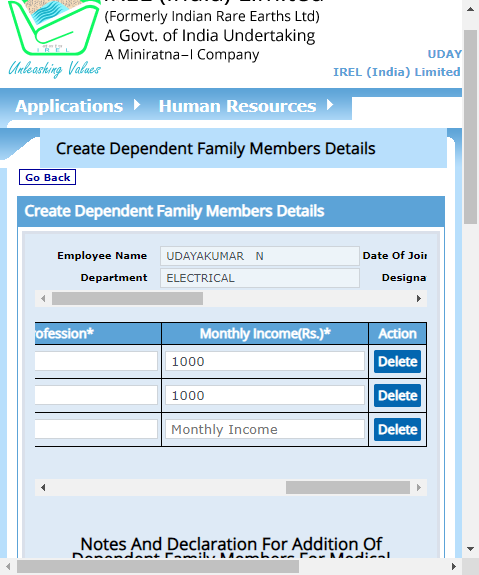 IREL (India) Limited
(Formerly Indian Rare Earths Ltd)
A Govt. of India Undertaking
A Miniratna–I Company
IREL
Unleashing Values
UDAY
IREL (India) Limited
Applications
Human Resources
Create Dependent Family Members Details
Go Back
Create Dependent Family Members Details
Employee Name UDAYAKUMAR N Date Of Joir
Department ELECTRICAL Designa
rofession* Monthly Income(Rs.)* Action
1000 Delete
1000 Delete
Monthly Income Delete
Notes And Declaration For Addition Of
Dependent Family Members For Medical